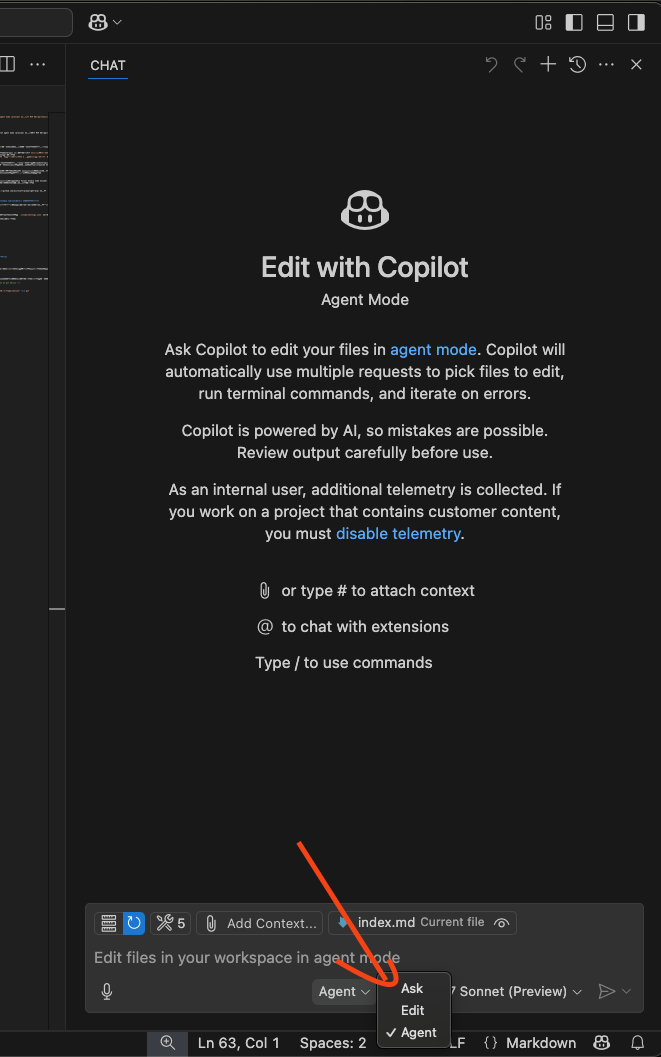 CHAT
Edit with Copilot
Agent Mode
Ask Copilot to edit your files in agent mode. Copilot will
automatically use multiple requests to pick files to edit,
run terminal commands, and iterate on errors.
Copilot is powered by AI, so mistakes are possible.
Review output carefully before use.
As an internal user, additional telemetry is collected. If
you work on a project that contains customer content,
you must disable telemetry.
or type # to attach context
@ to chat with extensions
Type / to use commands
5 Add Context... index.md Current file
Edit files in your workspace in agent mode
Agent 7 Sonnet (Preview)
Ask
Edit
✓ Agent
Ln 63, Col 1 Spaces: 2 LF {} Markdown